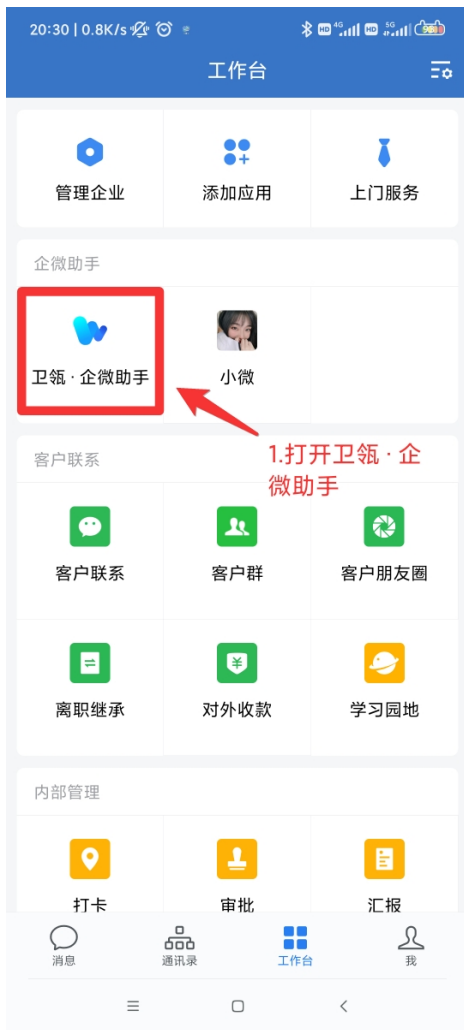 20:30 | 0.8K/s
HD 4G HD 5G
工作台
管理企业
添加应用
上门服务
企微助手
卫瓴 · 企微助手
小微
1.打开卫瓴 · 企
微助手
客户联系
客户联系
客户群
客户朋友圈
离职继承
对外收款
学习园地
内部管理
打卡
审批
汇报
消息
通讯录
工作台
我